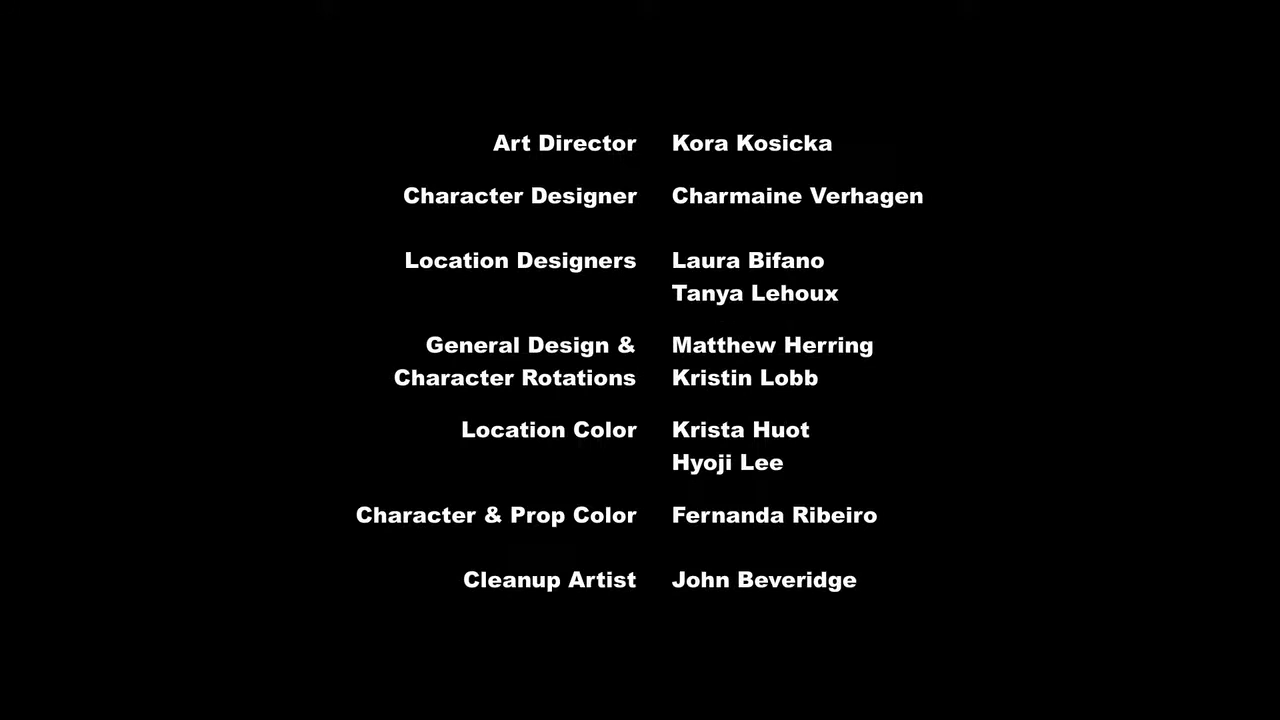 Art Director Kora Kosicka
Character Designer Charmaine Verhagen
Location Designers Laura Bifano
Tanya Lehoux
General Design & Matthew Herring
Character Rotations Kristin Lobb
Location Color Krista Huot
Hyoji Lee
Character & Prop Color Fernanda Ribeiro
Cleanup Artist John Beveridge